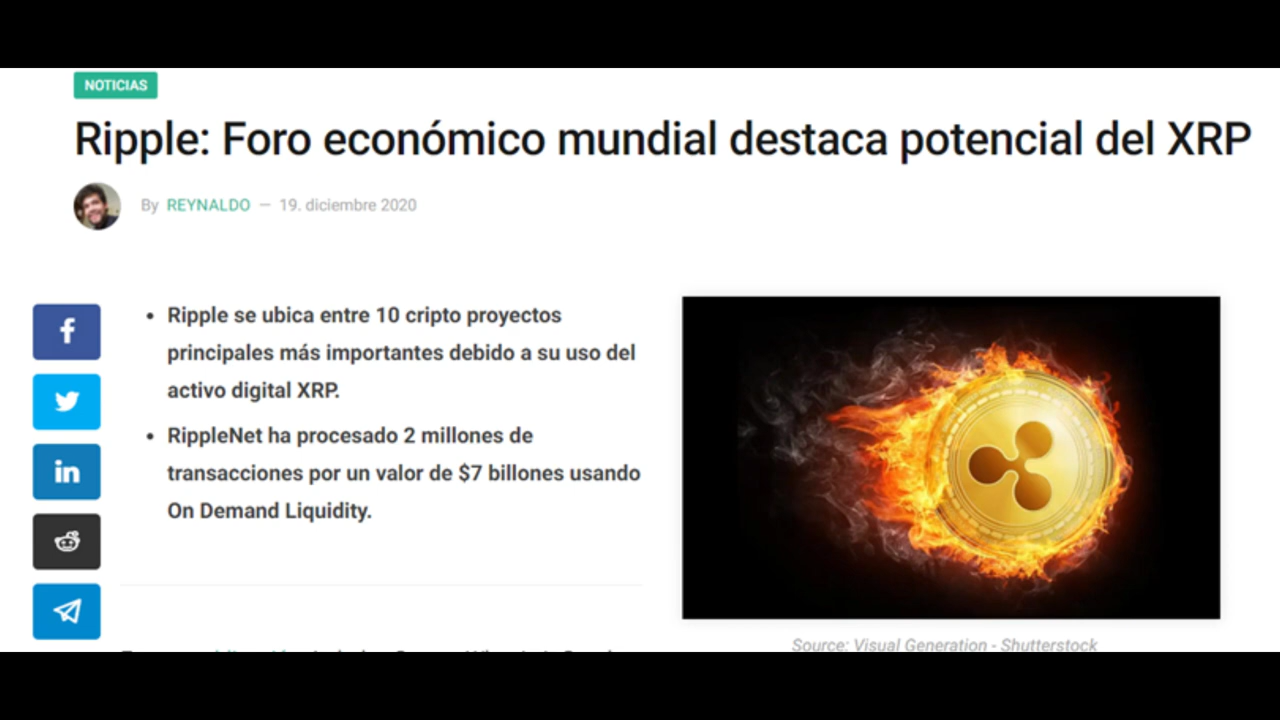 NOTICIAS
Ripple: Foro económico mundial destaca potencial del XRP
By REYNALDO — 19. diciembre 2020
• Ripple se ubica entre 10 cripto proyectos
principales más importantes debido a su uso del
activo digital XRP.
• RippleNet ha procesado 2 millones de
transacciones por un valor de $7 billones usando
On Demand Liquidity.
Source: Visual Generation - Shutterstock